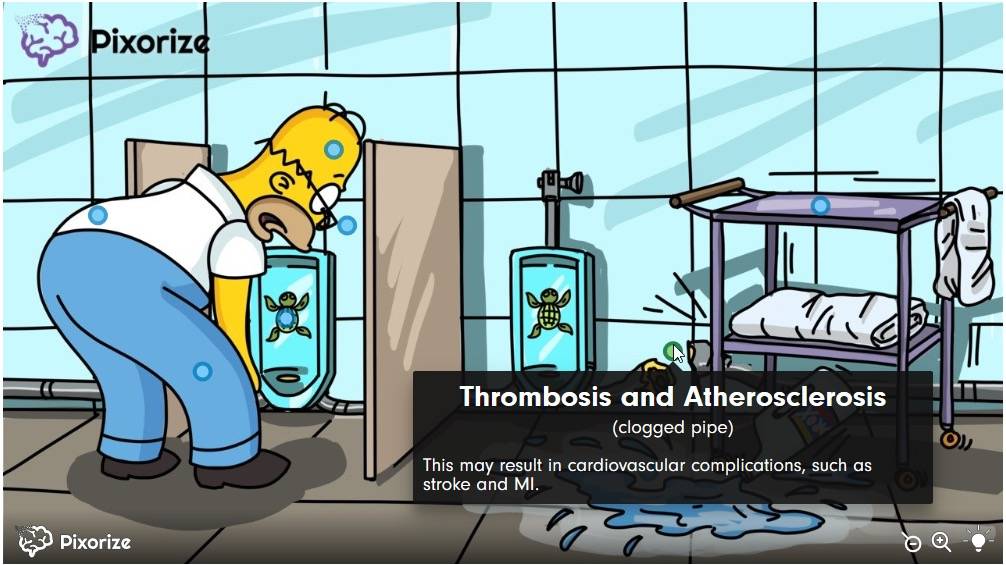 Pixorize
Thrombosis and Atherosclerosis
(clogged pipe)
This may result in cardiovascular complications, such as
stroke and MI.
Pixorize